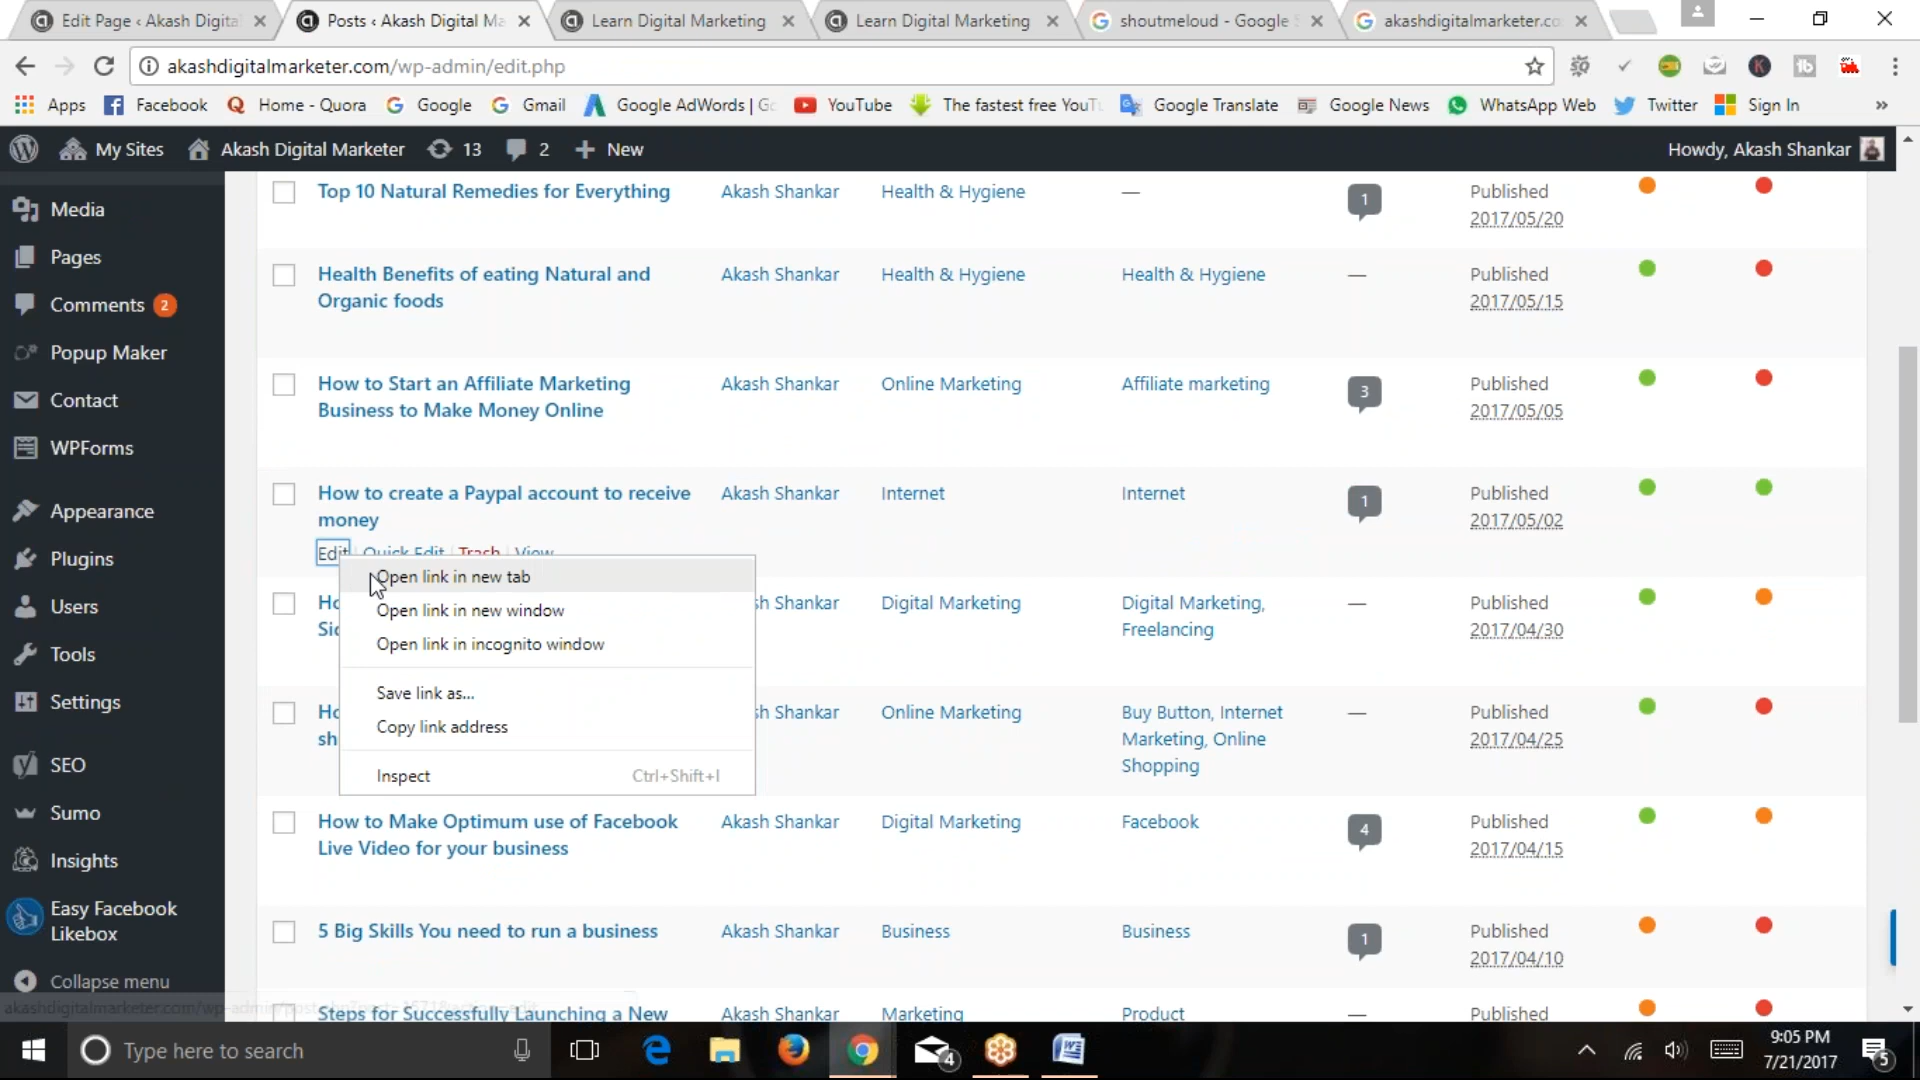 Edit Page ‹ Akash Digital
Posts ‹ Akash Digital Ma
Learn Digital Marketing
Learn Digital Marketing
shoutmeloud - Google S
akashdigitalmarketer.co
akashdigitalmarketer.com/wp-admin/edit.php
Apps
Facebook
Home - Quora
Google
Gmail
Google AdWords | Go
YouTube
The fastest free YouTu
Google Translate
Google News
WhatsApp Web
Twitter
Sign In
»
My Sites
Akash Digital Marketer
13
2
New
Howdy, Akash Shankar
Media
Pages
Comments 2
Popup Maker
Contact
WPForms
Appearance
Plugins
Users
Tools
Settings
SEO
Sumo
Insights
Easy Facebook
Likebox
Collapse menu
Top 10 Natural Remedies for Everything
Akash Shankar
Health & Hygiene
—
1
Published
2017/05/20
Health Benefits of eating Natural and
Organic foods
Akash Shankar
Health & Hygiene
Health & Hygiene
—
Published
2017/05/15
How to Start an Affiliate Marketing
Business to Make Money Online
Akash Shankar
Online Marketing
Affiliate marketing
3
Published
2017/05/05
How to create a Paypal account to receive
money
Edit | Quick Edit | Trash | View
Akash Shankar
Internet
Internet
1
Published
2017/05/02
Open link in new tab
Open link in new window
Open link in incognito window
Save link as...
Copy link address
Inspect Ctrl+Shift+I
sh Shankar
Digital Marketing
Digital Marketing,
Freelancing
—
Published
2017/04/30
sh Shankar
Online Marketing
Buy Button, Internet
Marketing, Online
Shopping
—
Published
2017/04/25
How to Make Optimum use of Facebook
Live Video for your business
Akash Shankar
Digital Marketing
Facebook
4
Published
2017/04/15
5 Big Skills You need to run a business
Akash Shankar
Business
Business
1
Published
2017/04/10
Steps for Successfully Launching a New
Akash Shankar
Marketing
Product
—
Published
Type here to search
4
9:05 PM
7/21/2017
5